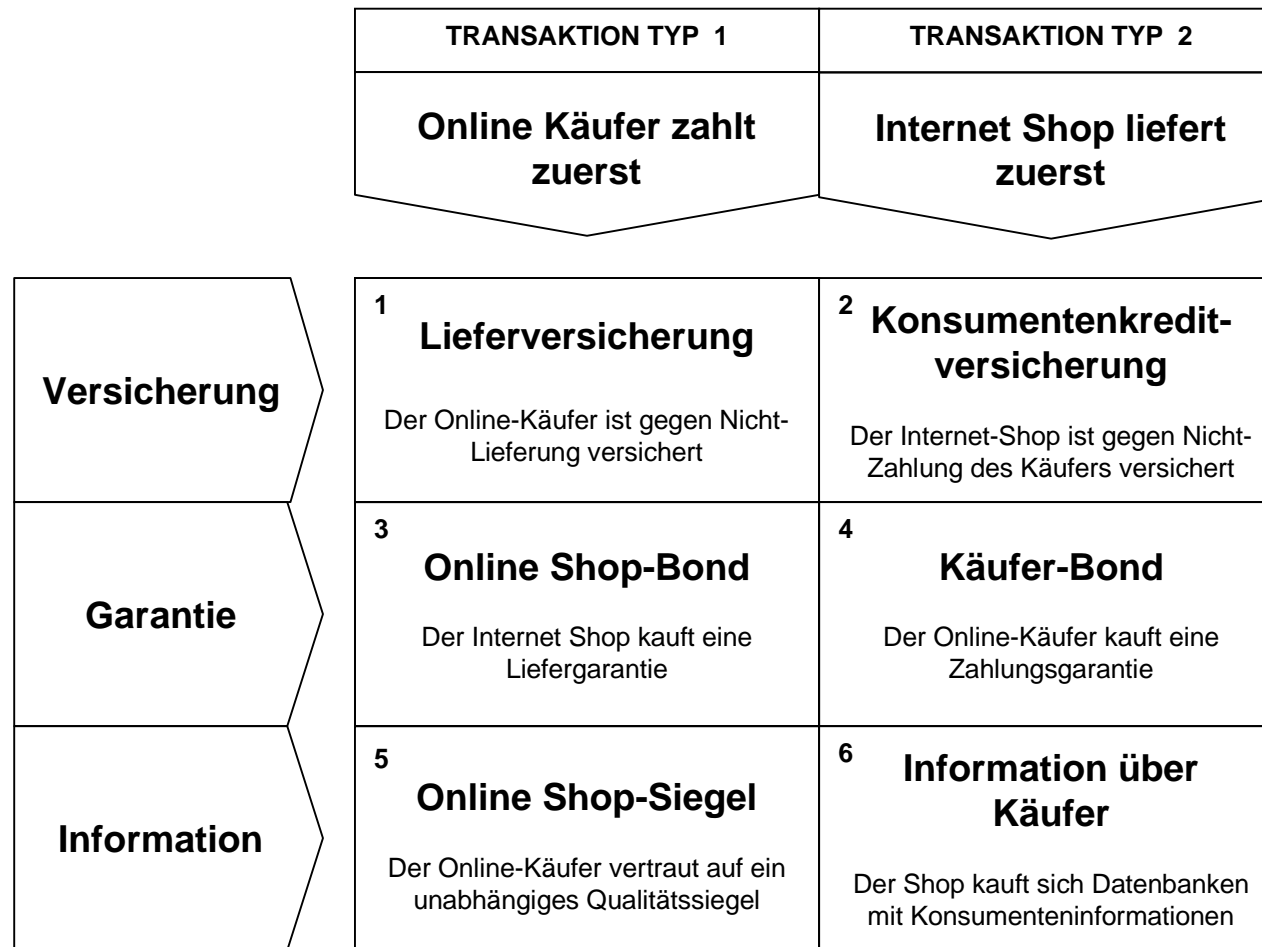 TRANSAKTION TYP 1
TRANSAKTION TYP 2
Online Käufer zahlt
zuerst
Internet Shop liefert
zuerst
Versicherung
1
Lieferversicherung
Der Online-Käufer ist gegen Nicht-
Lieferung versichert
2
Konsumentenkredit-
versicherung
Der Internet-Shop ist gegen Nicht-
Zahlung des Käufers versichert
Garantie
3
Online Shop-Bond
Der Internet Shop kauft eine
Liefergarantie
4
Käufer-Bond
Der Online-Käufer kauft eine
Zahlungsgarantie
Information
5
Online Shop-Siegel
Der Online-Käufer vertraut auf ein
unabhängiges Qualitätssiegel
6
Information über
Käufer
Der Shop kauft sich Datenbanken
mit Konsumenteninformationen